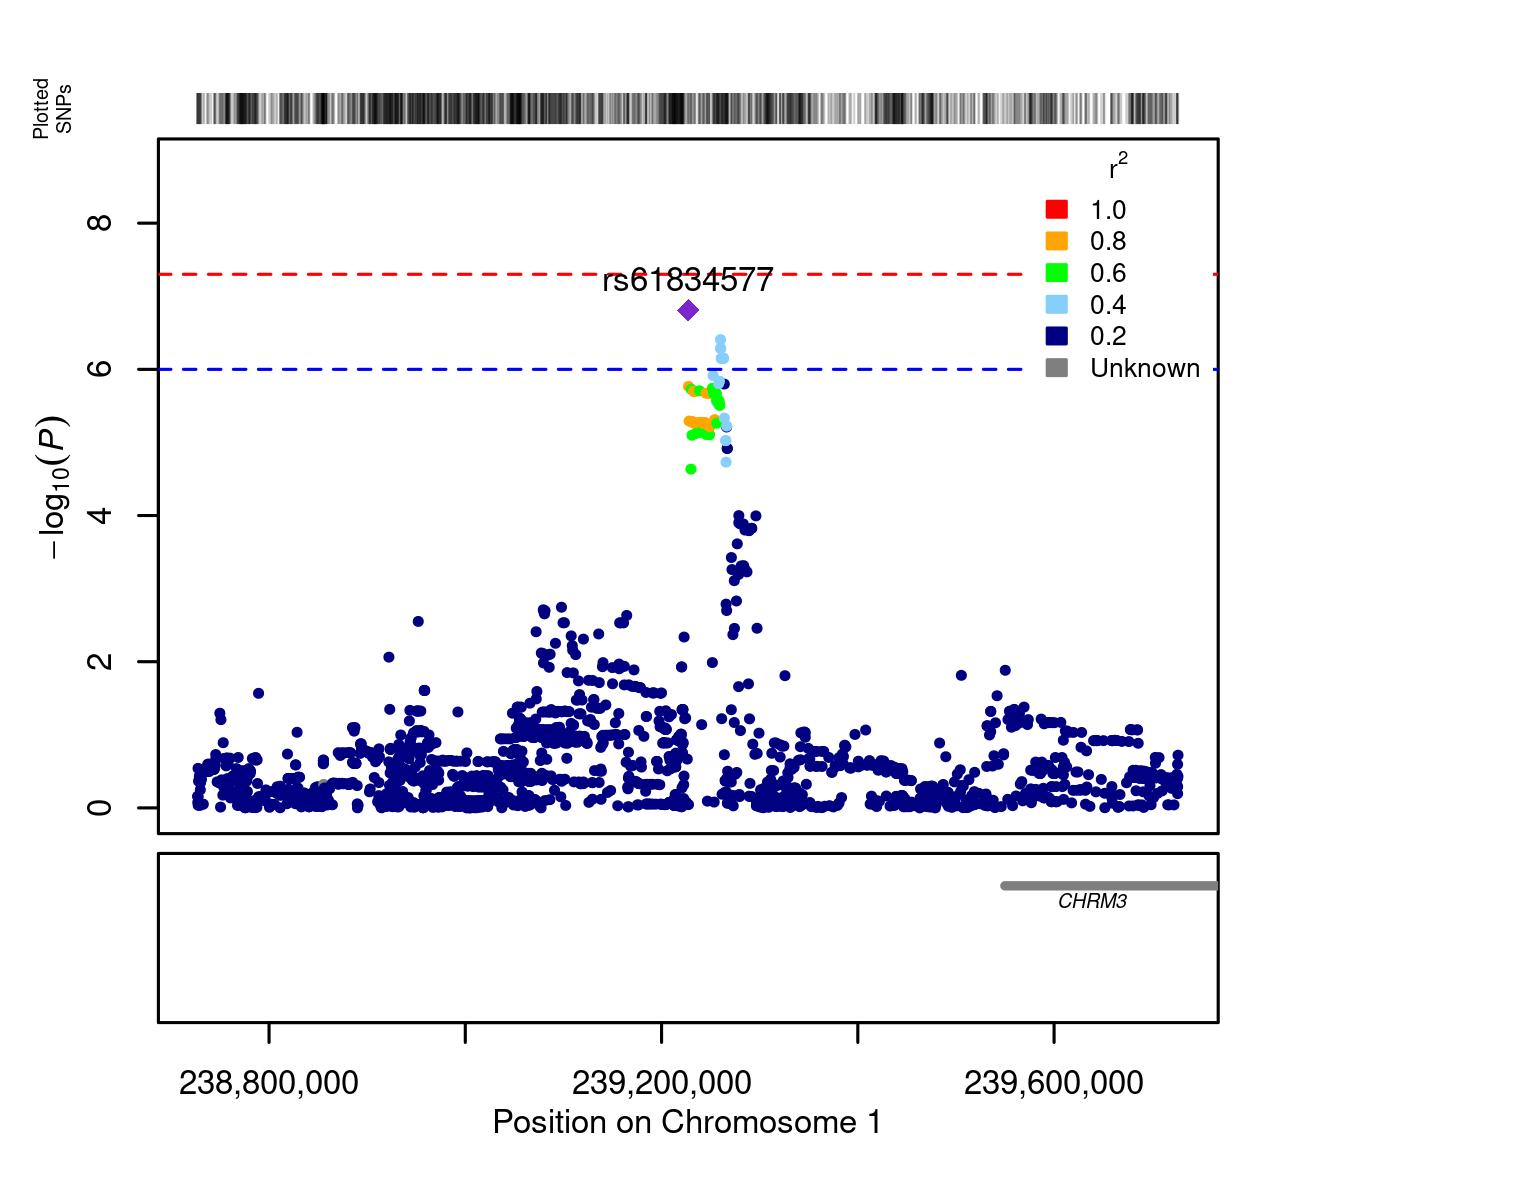 Plotted
SNPs
r2
1.0
0.8
0.6
0.4
0.2
Unknown
rs61834577
8
6
4
2
0
−log10(P)
CHRM3
238,800,000 239,200,000 239,600,000
Position on Chromosome 1